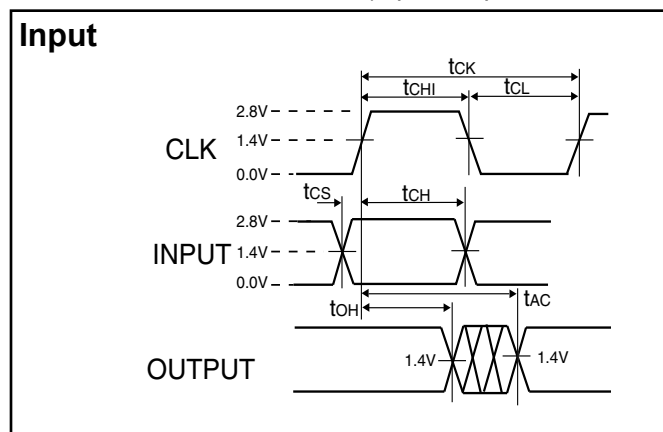 Input
tCK
tCHI tCL
2.8V
CLK 1.4V
0.0V
tCS tCH
2.8V
INPUT 1.4V
0.0V
tAC
tOH
1.4V 1.4V
OUTPUT